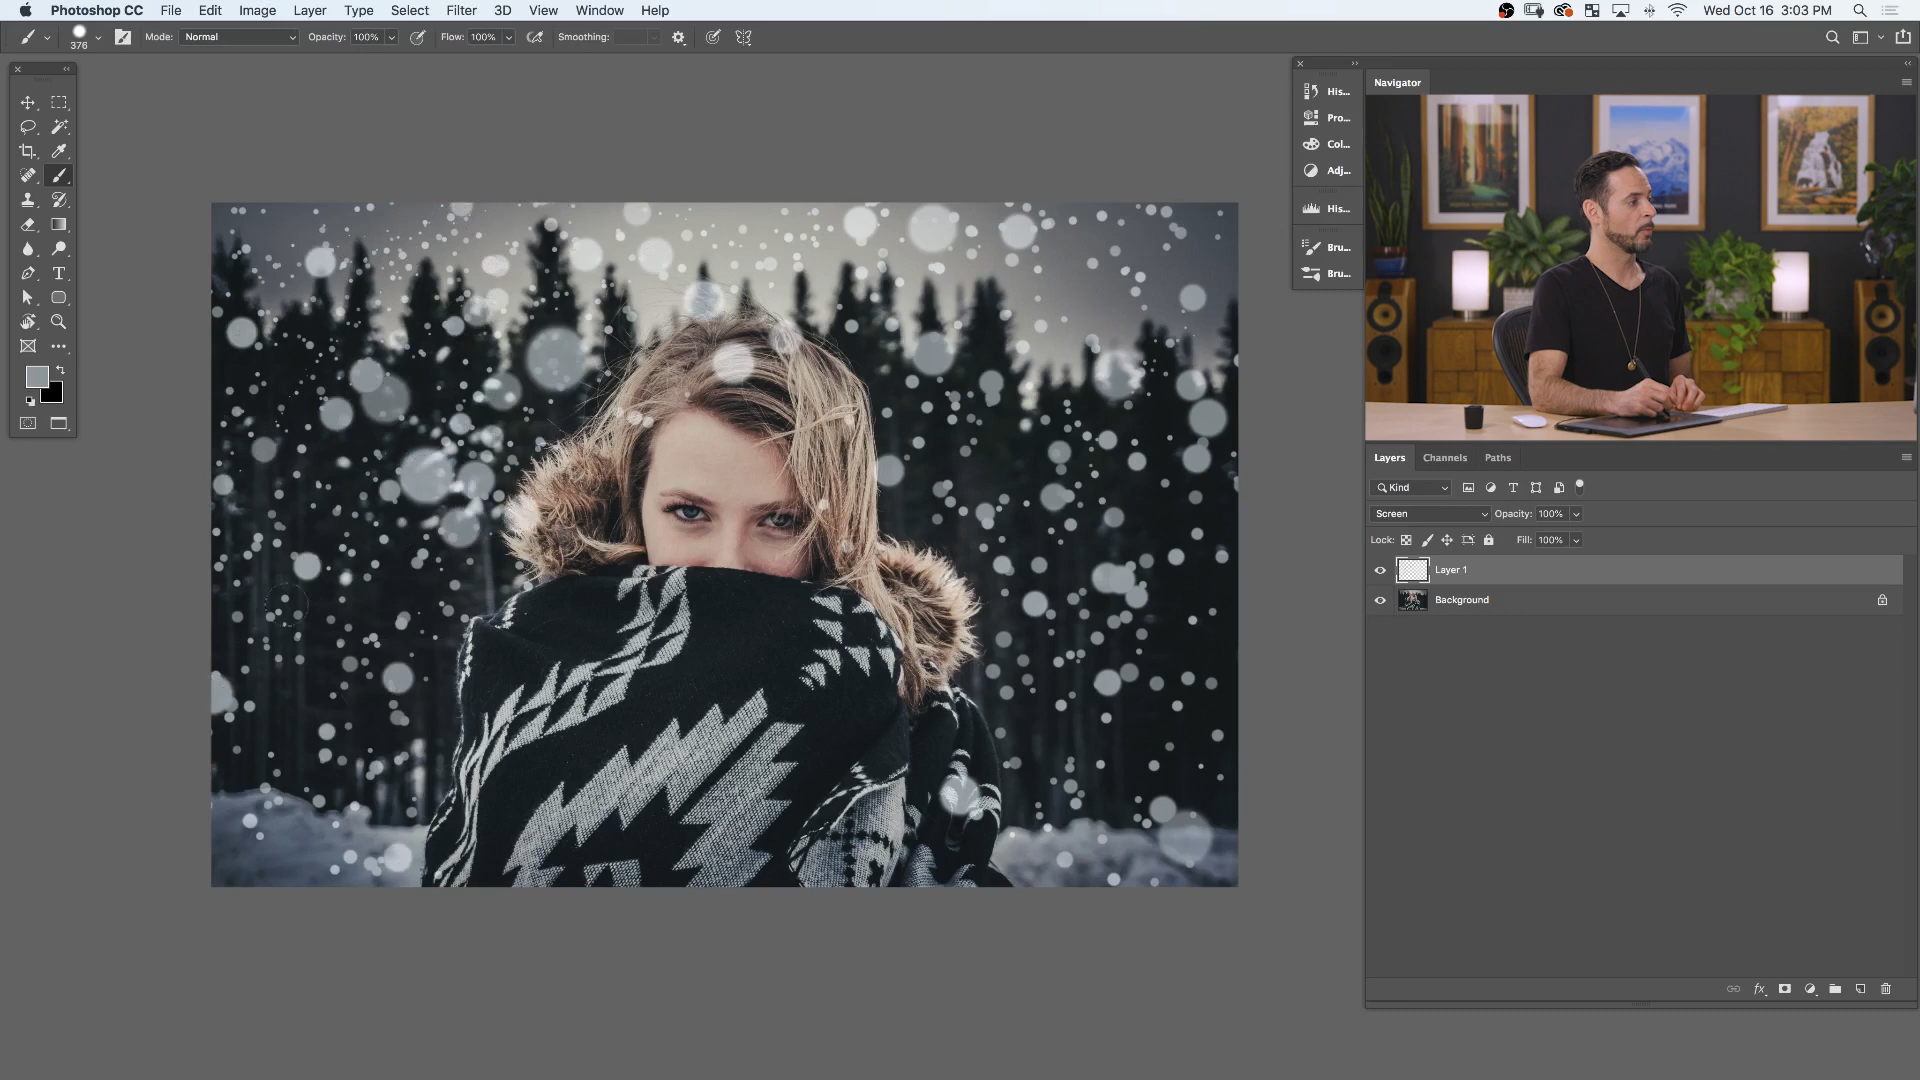 Photoshop CC File Edit Image Layer Type Select Filter 3D View Window Help Wed Oct 16 3:03 PM
376 Mode: Normal Opacity: 100% Flow: 100% Smoothing:
Navigator
His...
Pro...
Col...
Adj...
His...
Bru...
Bru...
Layers Channels Paths
Kind
Screen Opacity: 100%
Lock: Fill: 100%
Layer 1
Background
fx